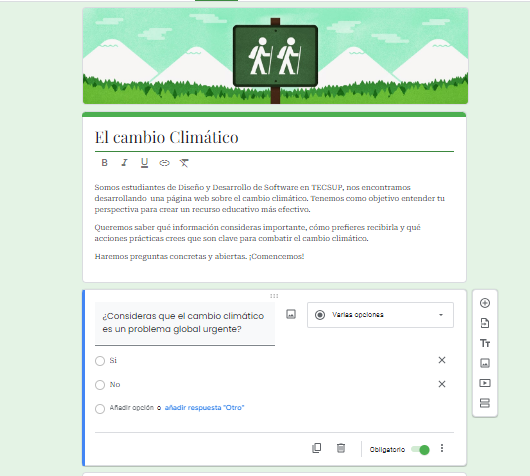 El cambio Climático
B I U
Somos estudiantes de Diseño y Desarrollo de Software en TECSUP, nos encontramos
desarrollando una página web sobre el cambio climático. Tenemos como objetivo entender tu
perspectiva para crear un recurso educativo más efectivo.
Queremos saber qué información consideras importante, cómo prefieres recibirla y qué
acciones prácticas crees que son clave para combatir el cambio climático.
Haremos preguntas concretas y abiertas. ¡Comencemos!
¿Consideras que el cambio climático
es un problema global urgente?
Varias opciones
Si
No
Añadir opción o añadir respuesta "Otro"
Obligatorio
Tт